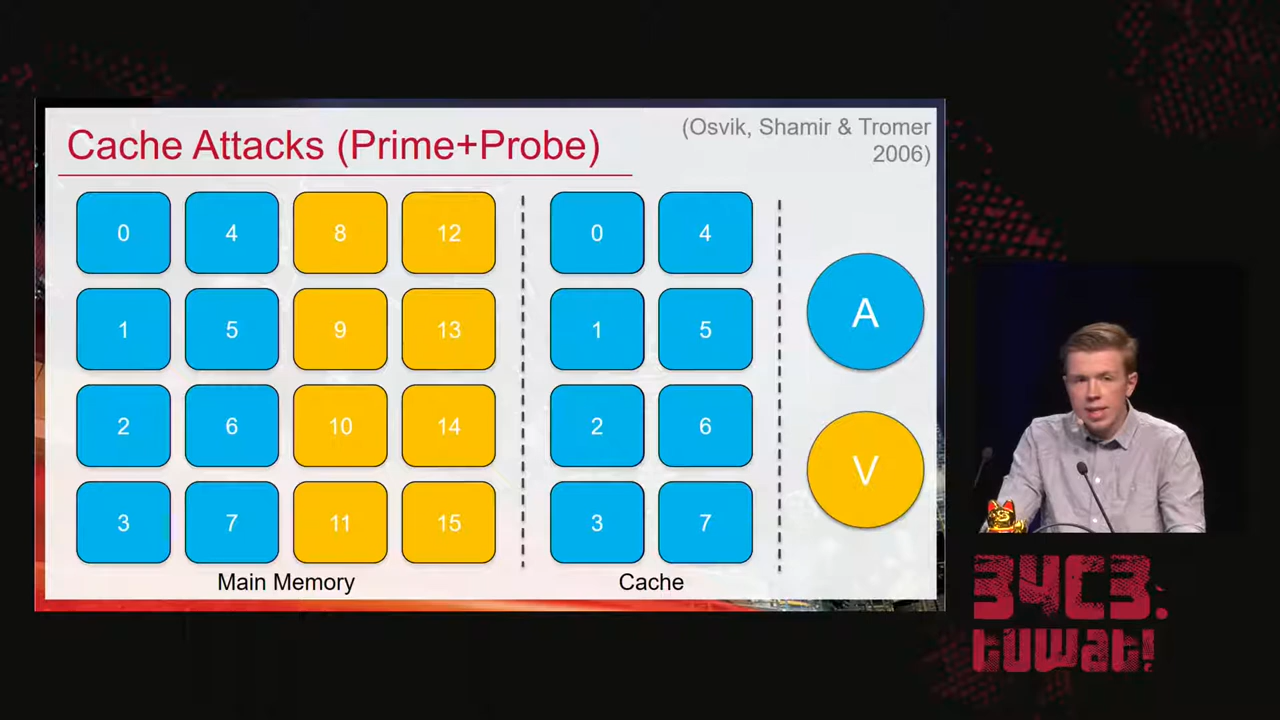 Cache Attacks (Prime+Probe)
(Osvik, Shamir & Tromer
2006)
0 4 8 12 0 4
1 5 9 13 1 5
2 6 10 14 2 6
3 7 11 15 3 7
A
V
Main Memory
Cache
34C3.
tuwat!